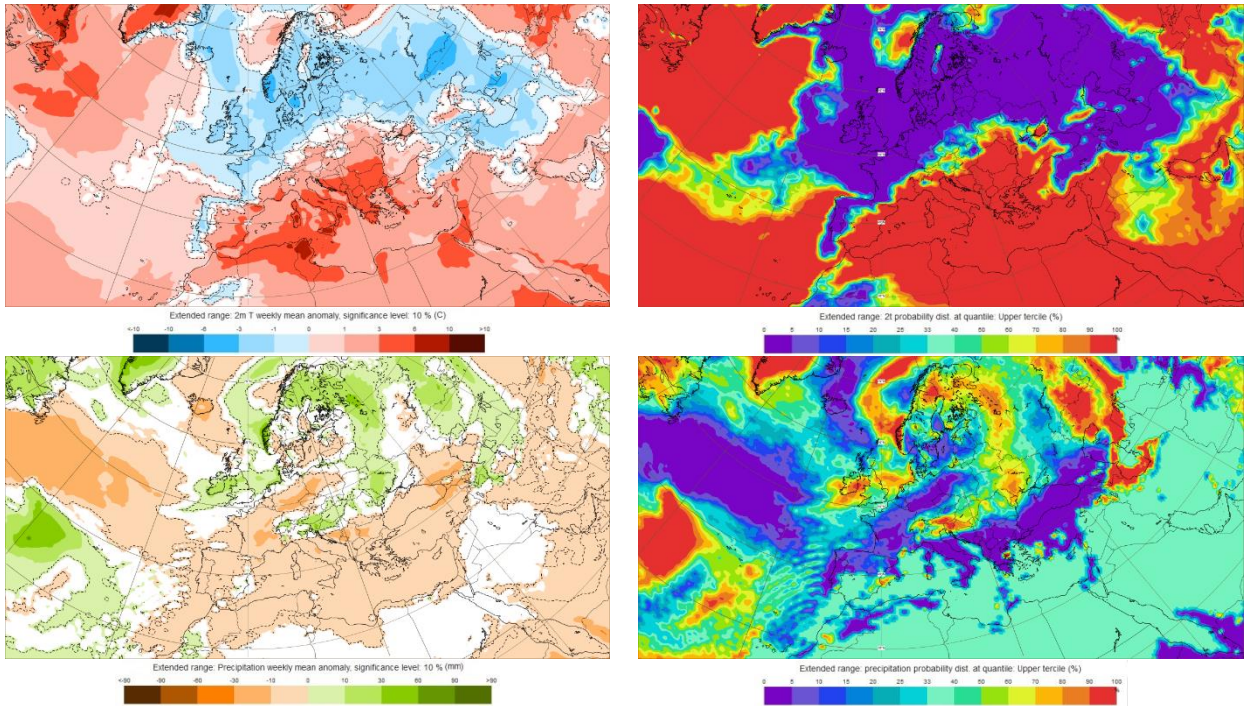 Extended range: 2m T weekly mean anomaly, significance level: 10 % (C)
<-10 -10 -6 -3 -1 0 1 3 6 10 >10
Extended range: 2t probability dist. at quantile: Upper tercile (%)
0 5 10 15 20 25 33 40 50 60 70 80 90 100
%
Extended range: Precipitation weekly mean anomaly, significance level: 10 % (mm)
<-90 -90 -60 -30 -10 0 10 30 60 90 >90
Extended range: precipitation probability dist. at quantile: Upper tercile (%)
0 5 10 15 20 25 33 40 50 60 70 80 90 100
%